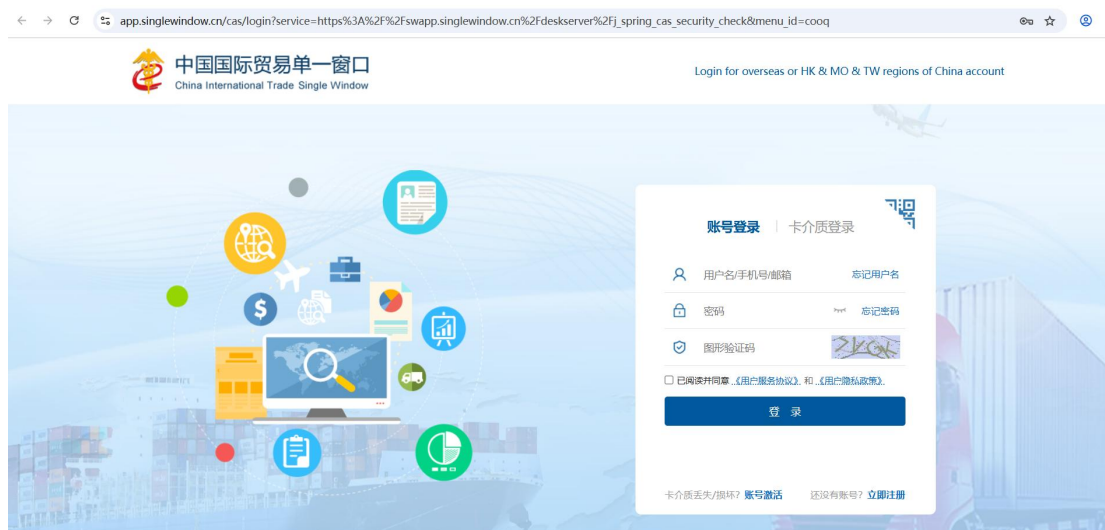 app.singlewindow.cn/cas/login?service=https%3A%2F%2Fswapp.singlewindow.cn%2Fdeskserver%2Fj_spring_cas_security_check&menu_id=cooq
中国国际贸易单一窗口
China International Trade Single Window
Login for overseas or HK & MO & TW regions of China account
账号登录 卡介质登录
用户名/手机号/邮箱 忘记用户名
密码 忘记密码
图形验证码
已阅读并同意《用户服务协议》 和 《用户隐私政策》
登 录
卡介质丢失/损坏? 账号激活 还没有账号? 立即注册